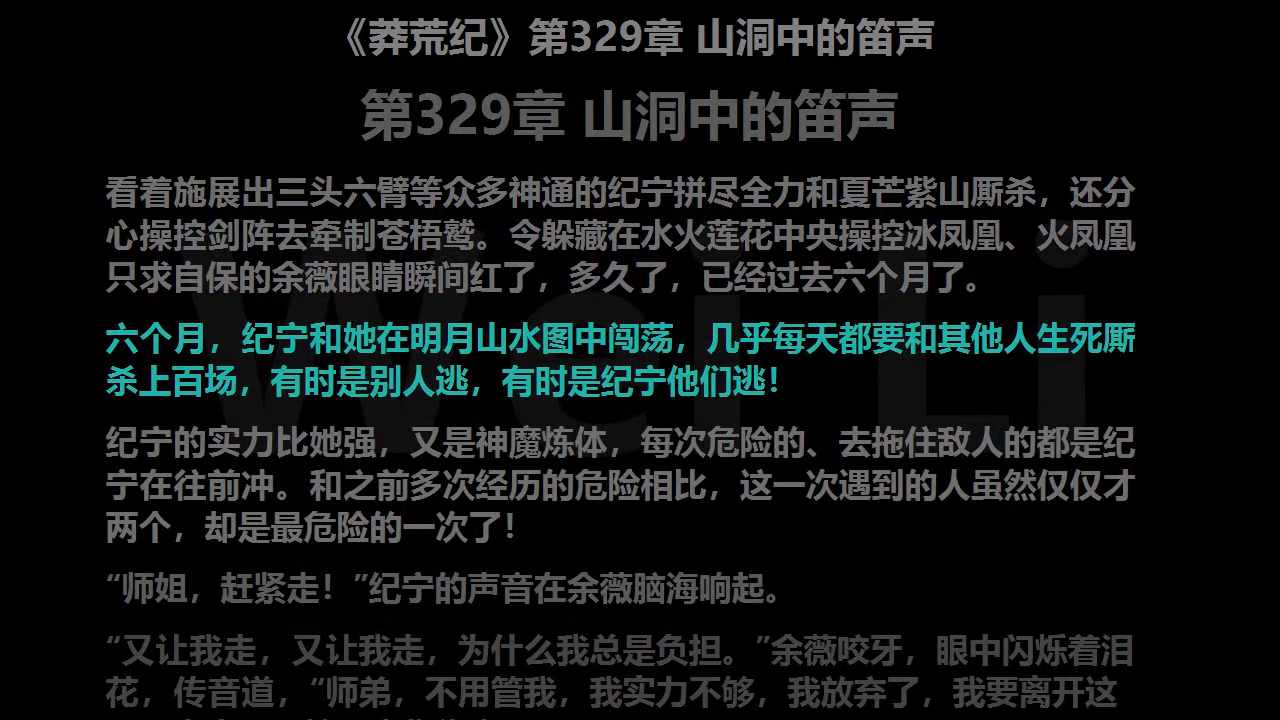 《莽荒纪》第329章 山洞中的笛声
第329章 山洞中的笛声
看着施展出三头六臂等众多神通的纪宁拼尽全力和夏芒紫山厮杀，还分
心操控剑阵去牵制苍梧鹫。令躲藏在水火莲花中央操控冰凤凰、火凤凰
只求自保的余薇眼睛瞬间红了，多久了，已经过去六个月了。
六个月，纪宁和她在明月山水图中闯荡，几乎每天都要和其他人生死厮
杀上百场，有时是别人逃，有时是纪宁他们逃！
纪宁的实力比她强，又是神魔炼体，每次危险的、去拖住敌人的都是纪
宁在往前冲。和之前多次经历的危险相比，这一次遇到的人虽然仅仅才
两个，却是最危险的一次了！
“师姐，赶紧走！”纪宁的声音在余薇脑海响起。
“又让我走，又让我走，为什么我总是负担。”余薇咬牙，眼中闪烁着泪
花，传音道，“师弟，不用管我，我实力不够，我放弃了，我要离开这
Wei Li